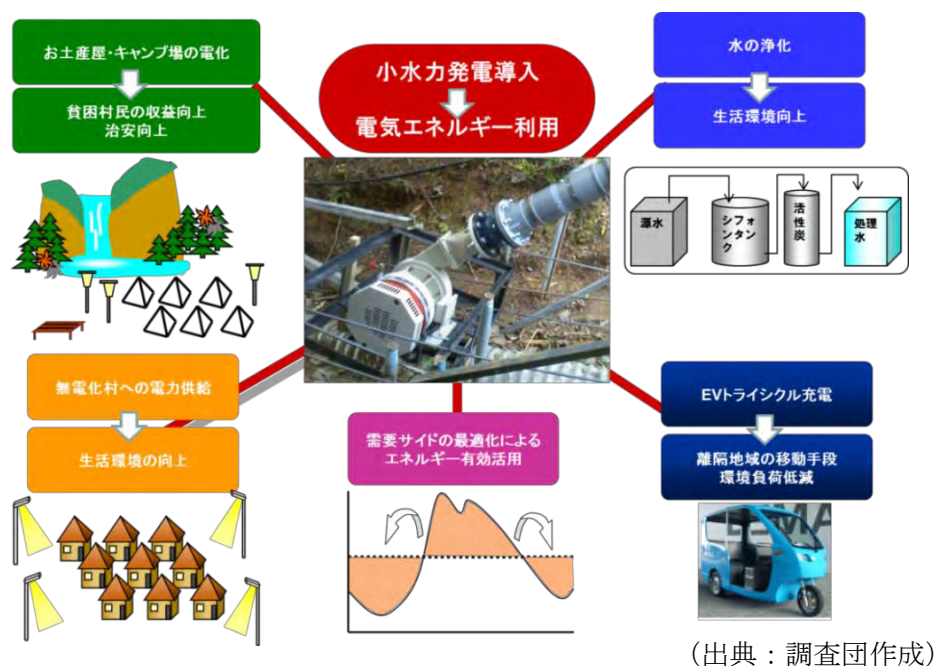 お土産屋・キャンプ場の電化
貧困村民の収益向上
治安向上
小水力発電導入
電気エネルギー利用
水の浄化
生活環境向上
源水
シフォ
ンタン
ク
活
性
炭
処理
水
無電化村への電力供給
生活環境の向上
需要サイドの最適化による
エネルギー有効活用
EVトライシクル充電
離隔地域の移動手段
環境負荷低減
（出典：調査団作成）